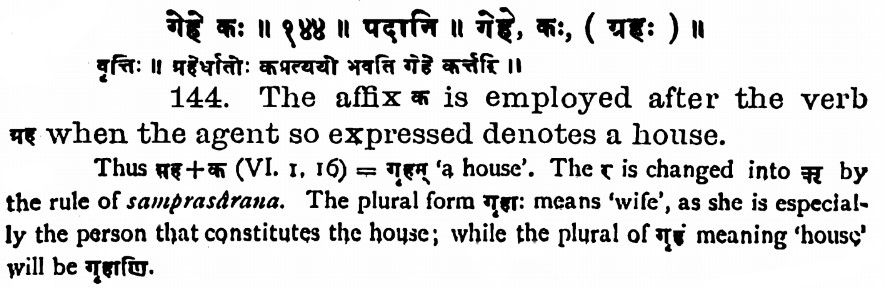 गेहे कः ॥ १४४ ॥ पदानि ॥ गेहे, कः, ( ग्रहः ) ॥
वृत्तिः ॥ ग्रहेर्धातोः कप्रत्ययो भवति गेहे कर्त्तरि ॥
144. The affix क is employed after the verb
ग्रह when the agent so expressed denotes a house.
Thus ग्रह+क (VI. 1, 16) = गृहम् 'a house'. The र is changed into ऋ by
the rule of samprasârana. The plural form गृहाः means 'wife', as she is especial-
ly the person that constitutes the house; while the plural of गृहं meaning 'house'
will be गृहाणि.